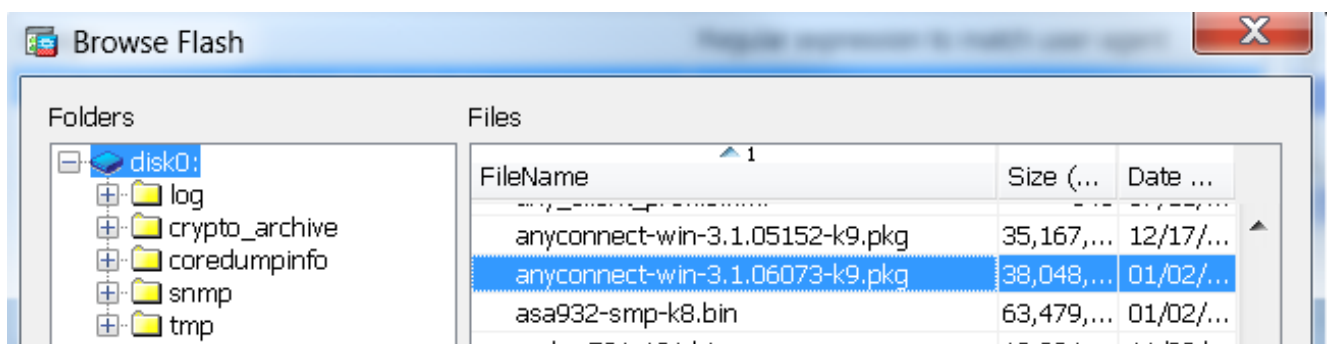 Browse Flash
X
Folders
Files
disk0:
log
crypto_archive
coredumpinfo
snmp
tmp
1
FileName Size (... Date ...
anyconnect-win-3.1.05152-k9.pkg 35,167,... 12/17/...
anyconnect-win-3.1.06073-k9.pkg 38,048,... 01/02/...
asa932-smp-k8.bin 63,479,... 01/02/...